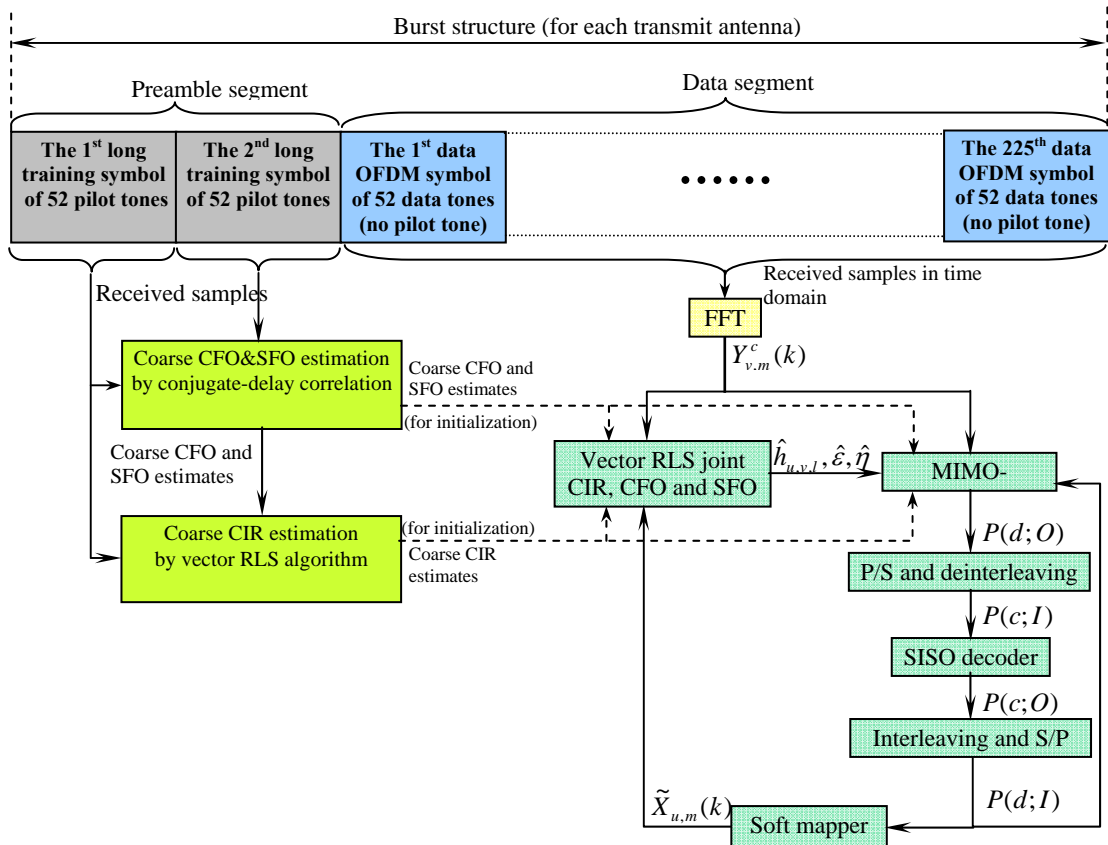 Burst structure (for each transmit antenna)
Preamble segment
Data segment
The 1st long
training symbol
of 52 pilot tones
The 2nd long
training symbol
of 52 pilot tones
The 1st data
OFDM symbol
of 52 data tones
(no pilot tone)
••••••
The 225th data
OFDM symbol
of 52 data tones
(no pilot tone)
Received samples
Received samples in time
domain
FFT
Y^c_{v,m}(k)
Coarse CFO&SFO estimation
by conjugate-delay correlation
Coarse CFO and
SFO estimates
(for initialization)
Coarse CFO and
SFO estimates
Vector RLS joint
CIR, CFO and SFO
ĥ_{u,v,l}, ε̂, η̂
MIMO-
Coarse CIR estimation
by vector RLS algorithm
(for initialization)
Coarse CIR
estimates
P(d;O)
P/S and deinterleaving
P(c;I)
SISO decoder
P(c;O)
Interleaving and S/P
P(d;I)
X̃_{u,m}(k)
Soft mapper